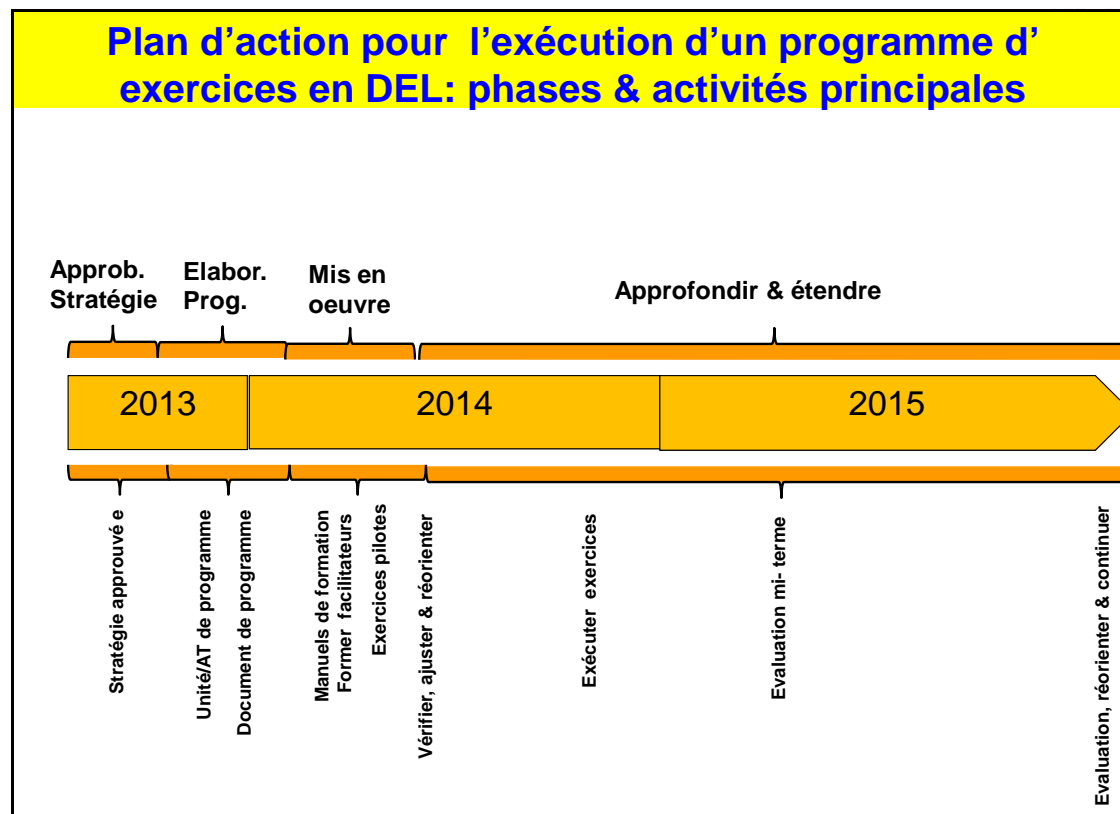 Plan d’action pour l’exécution d’un programme d’
exercices en DEL: phases & activités principales
Approb.
Stratégie
Elabor.
Prog.
Mis en
oeuvre
Approfondir & étendre
2013
2014
2015
Stratégie approuvé e
Unité/AT de programme
Document de programme
Manuels de formation
Former facilitateurs
Exercices pilotes
Vérifier, ajuster & réorienter
Exécuter exercices
Evaluation mi- terme
Evaluation, réorienter & continuer